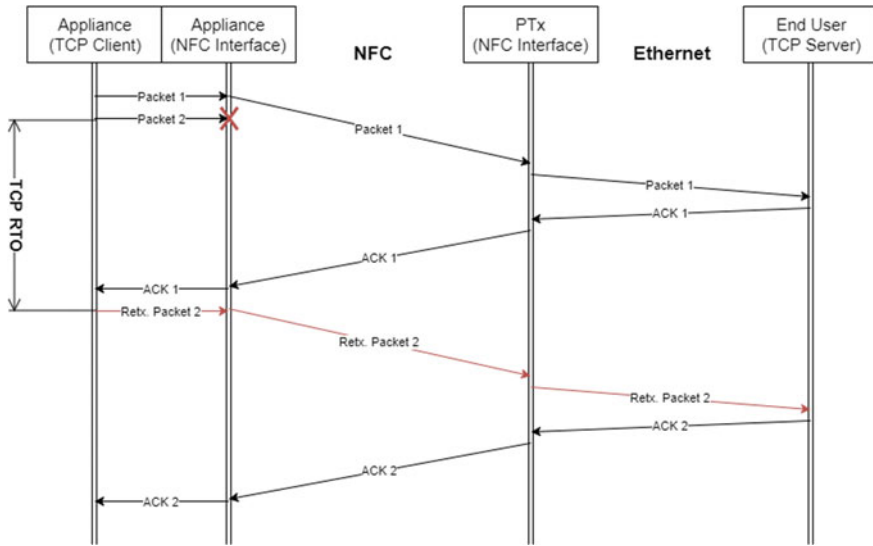 Appliance
(TCP Client)
Appliance
(NFC Interface)
NFC
PTx
(NFC Interface)
Ethernet
End User
(TCP Server)
Packet 1
Packet 2
Packet 1
Packet 1
ACK 1
ACK 1
ACK 1
TCP RTO
Retx. Packet 2
Retx. Packet 2
Retx. Packet 2
ACK 2
ACK 2
ACK 2